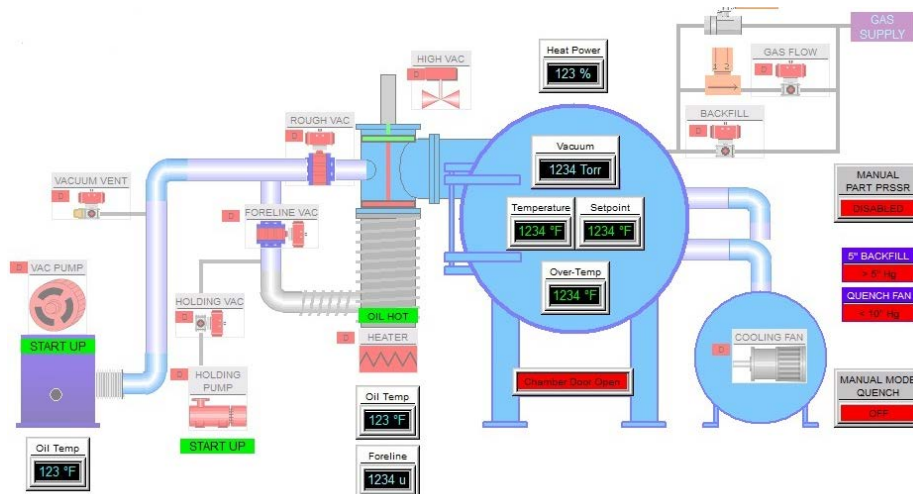 GAS
SUPPLY
Heat Power
123 %
HIGH VAC
D
GAS FLOW
D
1 2
ROUGH VAC
D
BACKFILL
D
Vacuum
1234 Torr
VACUUM VENT
D
MANUAL
PART PRSSR
DISABLED
FORELINE VAC
D
Temperature
1234 °F
Setpoint
1234 °F
5" BACKFILL
> 5" Hg
QUENCH FAN
< 10" Hg
D
VAC PUMP
START UP
HOLDING VAC
D
Over-Temp
1234 °F
OIL HOT
D
HEATER
COOLING FAN
D
D
HOLDING
PUMP
START UP
Chamber Door Open
MANUAL MODE
QUENCH
OFF
Oil Temp
123 °F
Oil Temp
123 °F
Foreline
1234 u